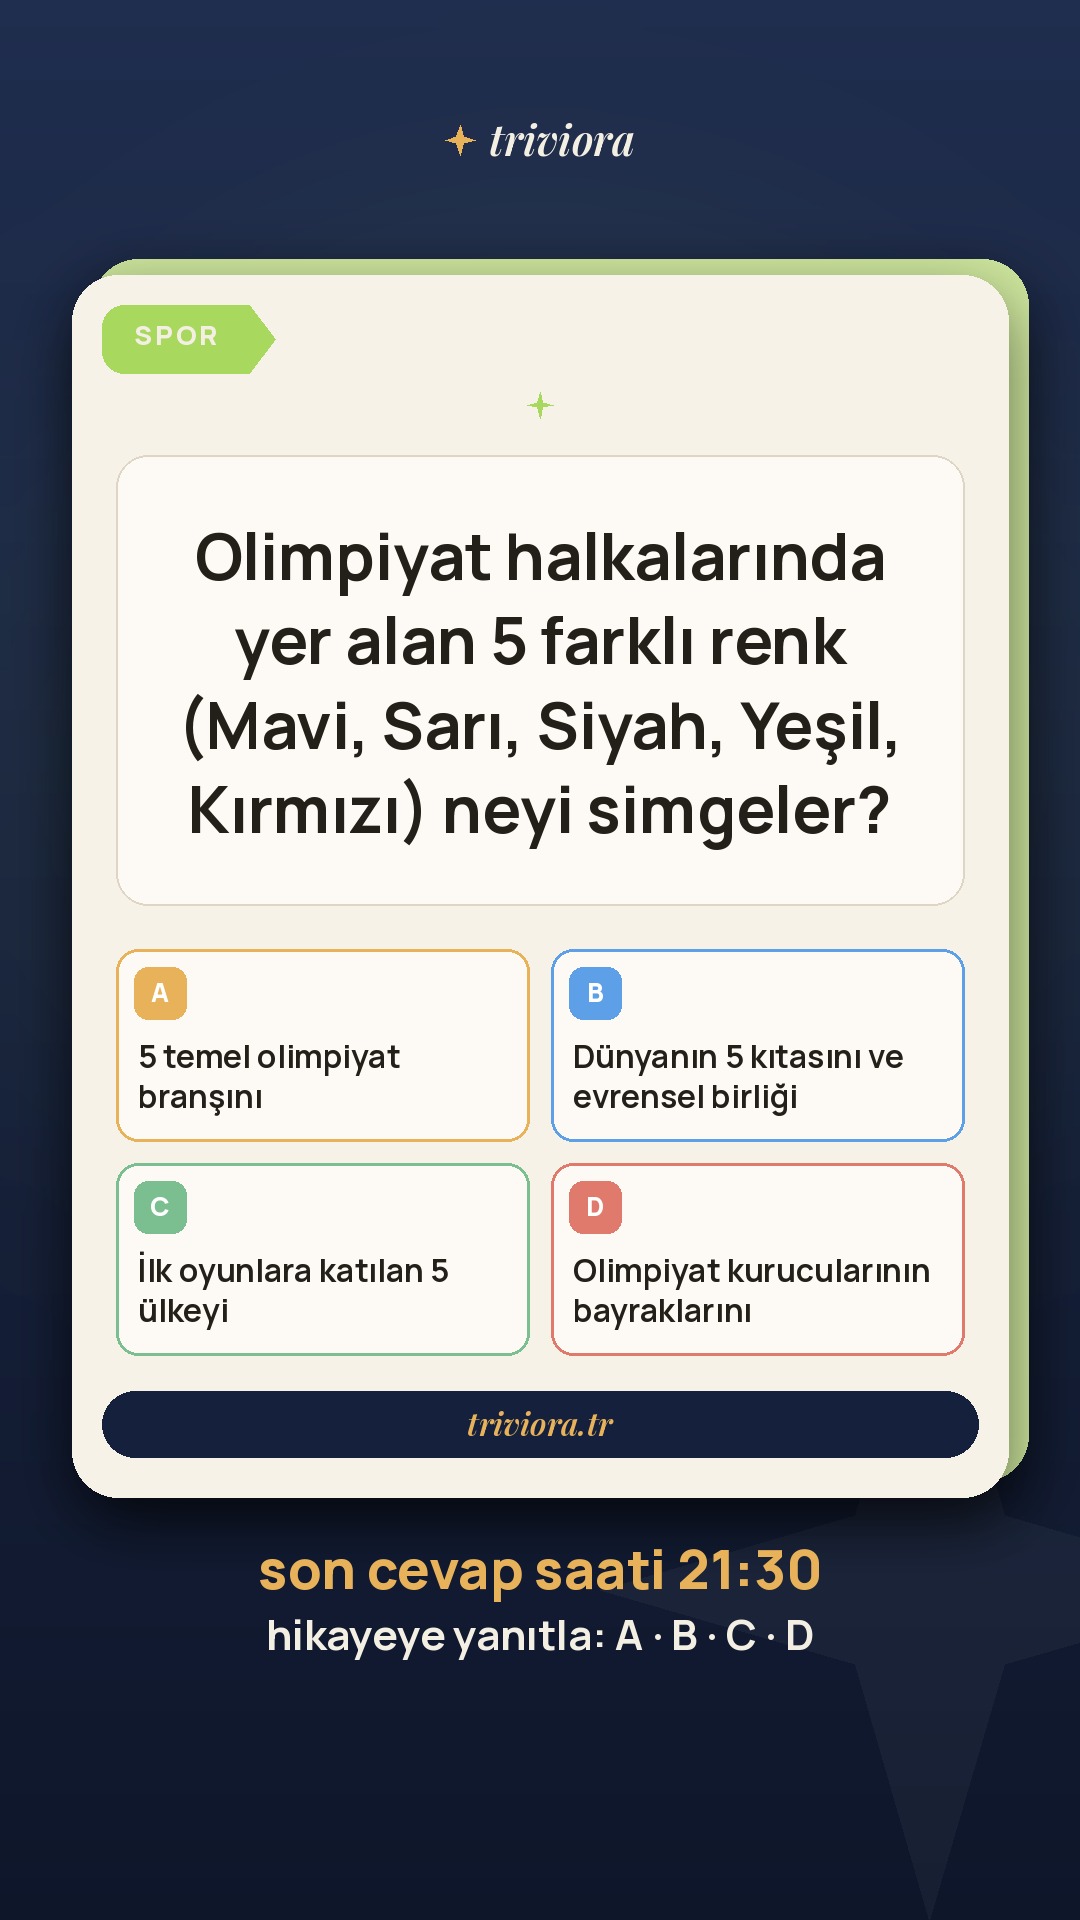 triviora
SPOR
Olimpiyat halkalarında
yer alan 5 farklı renk
(Mavi, Sarı, Siyah, Yeşil,
Kırmızı) neyi simgeler?
A
5 temel olimpiyat
branşını
B
Dünyanın 5 kıtasını ve
evrensel birliği
C
İlk oyunlara katılan 5
ülkeyi
D
Olimpiyat kurucularının
bayraklarını
triviora.tr
son cevap saati 21:30
hikayeye yanıtla: A · B · C · D